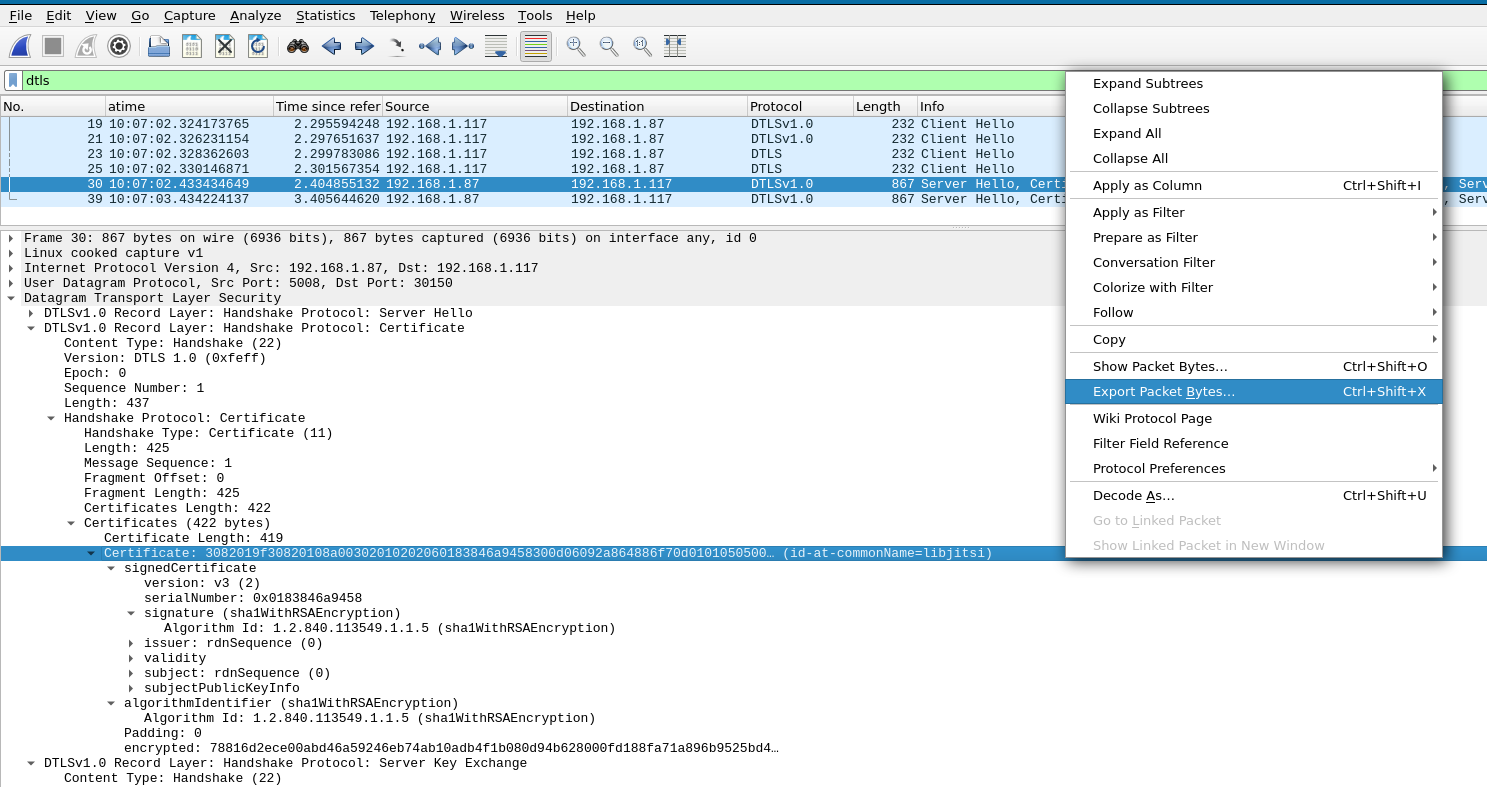 File Edit View Go Capture Analyze Statistics Telephony Wireless Tools Help
dtls
No. atime Time since refer Source Destination Protocol Length Info
19 10:07:02.324173765 2.295594248 192.168.1.117 192.168.1.87 DTLSv1.0 232 Client Hello
21 10:07:02.326231154 2.297651637 192.168.1.117 192.168.1.87 DTLSv1.0 232 Client Hello
23 10:07:02.328362603 2.299783086 192.168.1.117 192.168.1.87 DTLS 232 Client Hello
25 10:07:02.330146871 2.301567354 192.168.1.117 192.168.1.87 DTLS 232 Client Hello
30 10:07:02.433434649 2.404855132 192.168.1.87 192.168.1.117 DTLSv1.0 867 Server Hello, Certi , Serv
39 10:07:03.434224137 3.405644620 192.168.1.87 192.168.1.117 DTLSv1.0 867 Server Hello, Certi , Serv
Frame 30: 867 bytes on wire (6936 bits), 867 bytes captured (6936 bits) on interface any, id 0
Linux cooked capture v1
Internet Protocol Version 4, Src: 192.168.1.87, Dst: 192.168.1.117
User Datagram Protocol, Src Port: 5008, Dst Port: 30150
Datagram Transport Layer Security
DTLSv1.0 Record Layer: Handshake Protocol: Server Hello
DTLSv1.0 Record Layer: Handshake Protocol: Certificate
Content Type: Handshake (22)
Version: DTLS 1.0 (0xfeff)
Epoch: 0
Sequence Number: 1
Length: 437
Handshake Protocol: Certificate
Handshake Type: Certificate (11)
Length: 425
Message Sequence: 1
Fragment Offset: 0
Fragment Length: 425
Certificates Length: 422
Certificates (422 bytes)
Certificate Length: 419
Certificate: 3082019f30820108a00302010202060183846a9458300d06092a864886f70d0101050500… (id-at-commonName=libjitsi)
signedCertificate
version: v3 (2)
serialNumber: 0x0183846a9458
signature (sha1WithRSAEncryption)
Algorithm Id: 1.2.840.113549.1.1.5 (sha1WithRSAEncryption)
issuer: rdnSequence (0)
validity
subject: rdnSequence (0)
subjectPublicKeyInfo
algorithmIdentifier (sha1WithRSAEncryption)
Algorithm Id: 1.2.840.113549.1.1.5 (sha1WithRSAEncryption)
Padding: 0
encrypted: 78816d2ece00abd46a59246eb74ab10adb4f1b080d94b628000fd188fa71a896b9525bd4…
DTLSv1.0 Record Layer: Handshake Protocol: Server Key Exchange
Content Type: Handshake (22)
Expand Subtrees
Collapse Subtrees
Expand All
Collapse All
Apply as Column Ctrl+Shift+I
Apply as Filter
Prepare as Filter
Conversation Filter
Colorize with Filter
Follow
Copy
Show Packet Bytes… Ctrl+Shift+O
Export Packet Bytes… Ctrl+Shift+X
Wiki Protocol Page
Filter Field Reference
Protocol Preferences
Decode As… Ctrl+Shift+U
Go to Linked Packet
Show Linked Packet in New Window